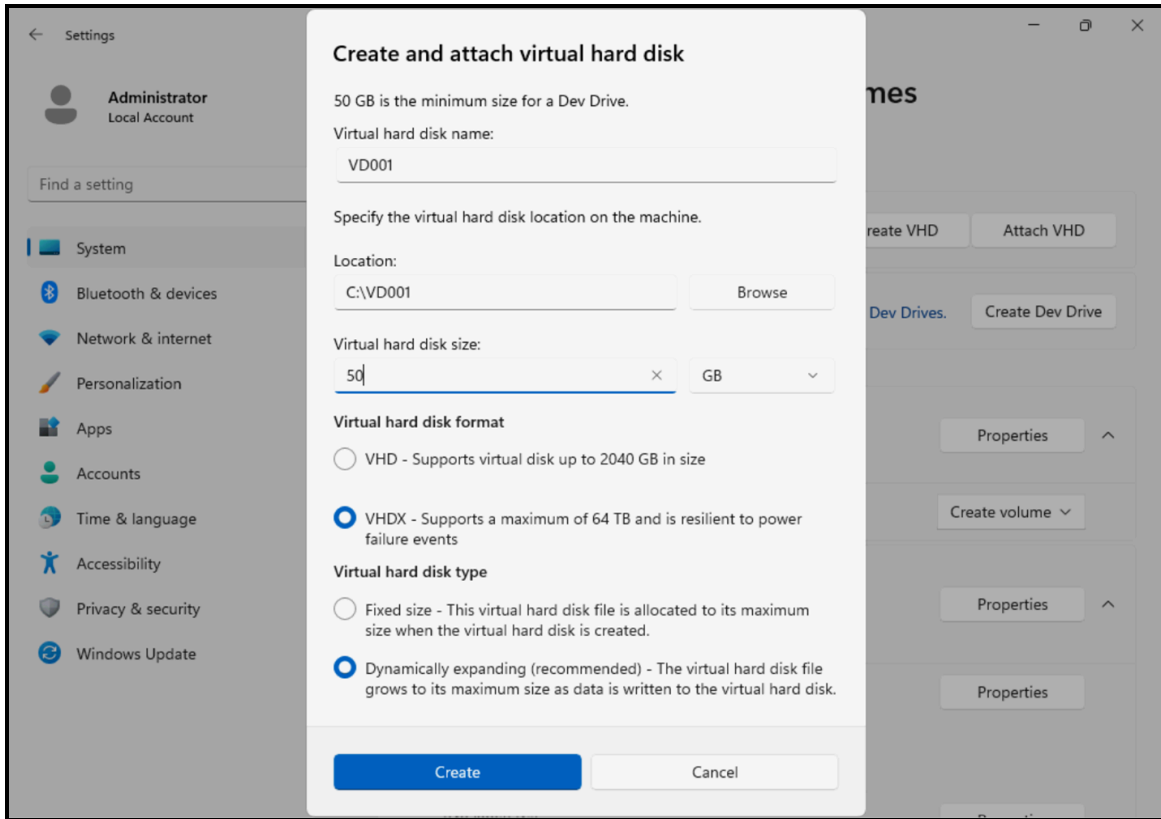 Settings
Administrator
Local Account
Find a setting
System
Bluetooth & devices
Network & internet
Personalization
Apps
Accounts
Time & language
Accessibility
Privacy & security
Windows Update
Create and attach virtual hard disk
50 GB is the minimum size for a Dev Drive.
Virtual hard disk name:
VD001
Specify the virtual hard disk location on the machine.
Location:
C:\VD001
Browse
Virtual hard disk size:
50
GB
Virtual hard disk format
VHD - Supports virtual disk up to 2040 GB in size
VHDX - Supports a maximum of 64 TB and is resilient to power
failure events
Virtual hard disk type
Fixed size - This virtual hard disk file is allocated to its maximum
size when the virtual hard disk is created.
Dynamically expanding (recommended) - The virtual hard disk file
grows to its maximum size as data is written to the virtual hard disk.
Create
Cancel
mes
reate VHD
Attach VHD
Dev Drives.
Create Dev Drive
Properties
Create volume
Properties
Properties